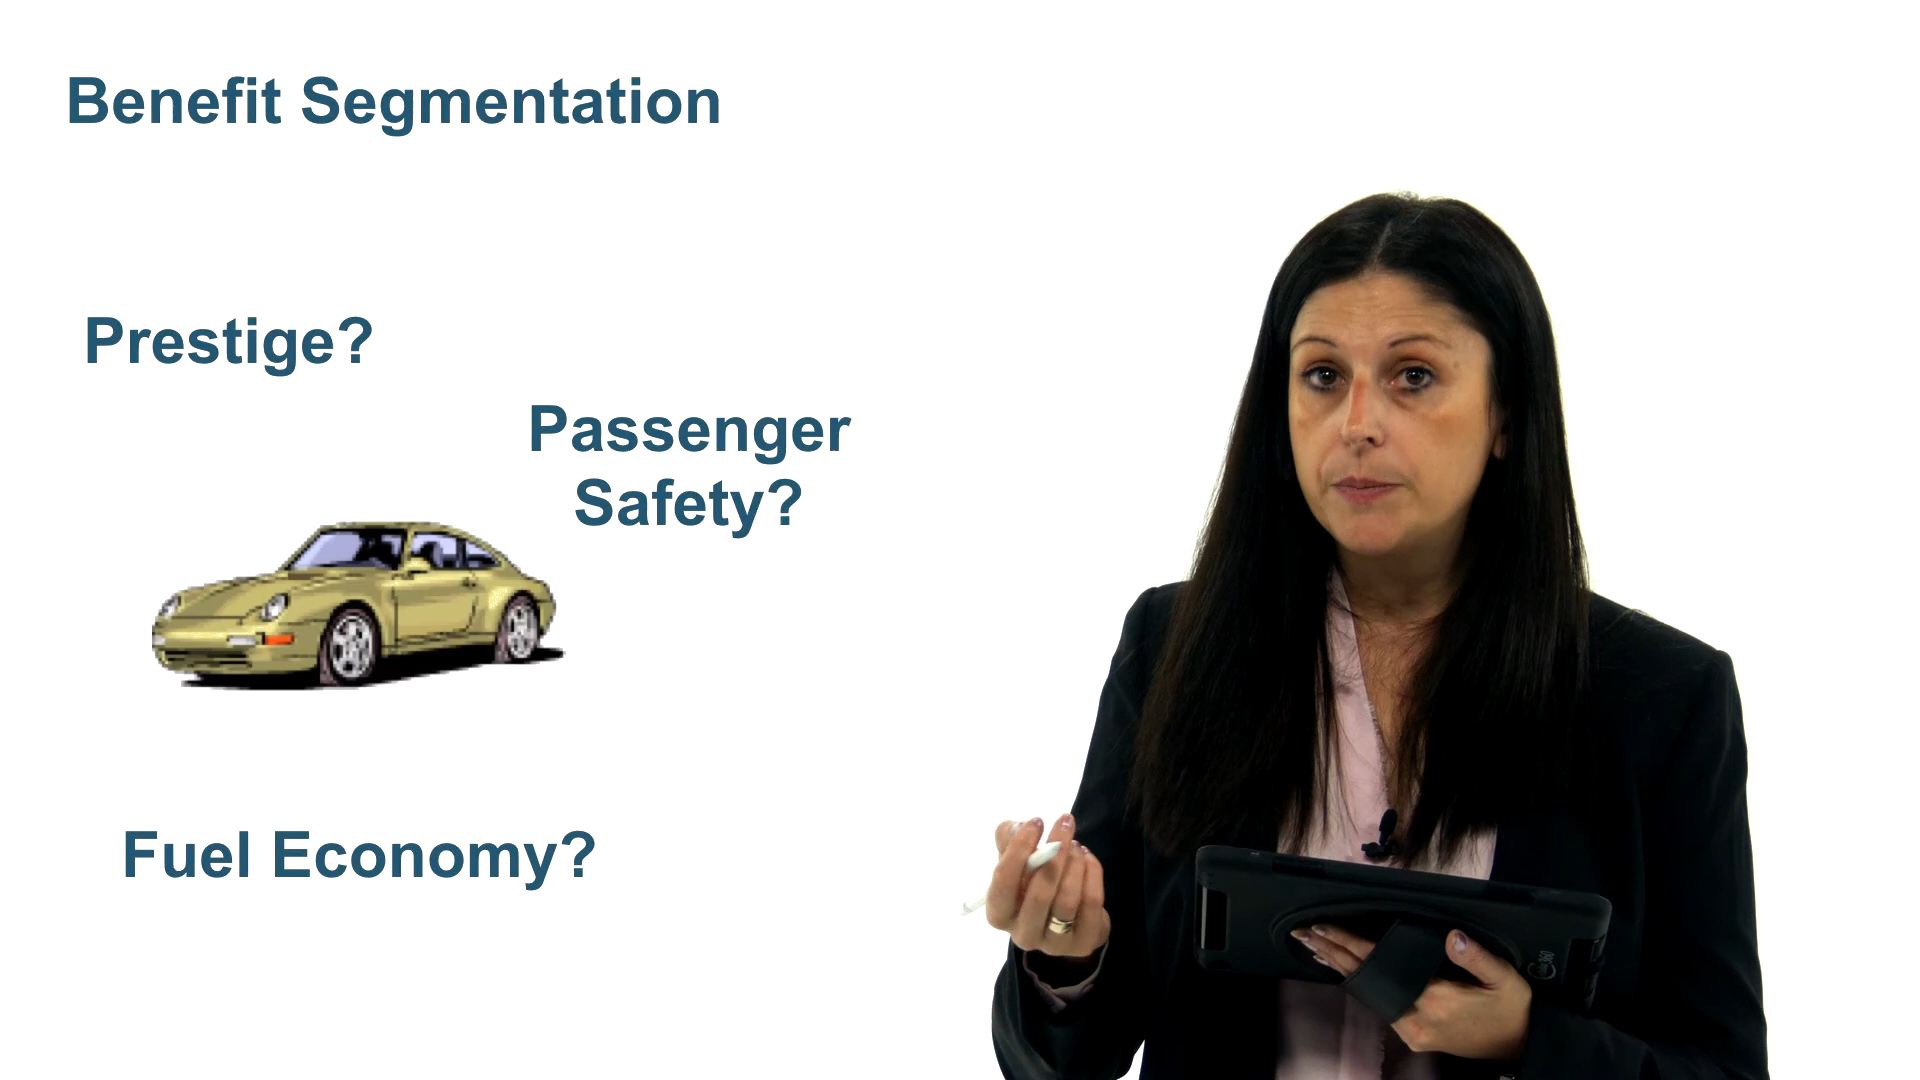 Benefit Segmentation
Prestige?
Passenger
Safety?
Fuel Economy?